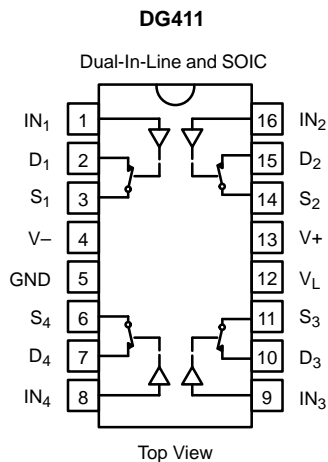 DG411
Dual-In-Line and SOIC
IN1 1 16 IN2
D1 2 15 D2
S1 3 14 S2
V– 4 13 V+
GND 5 12 VL
S4 6 11 S3
D4 7 10 D3
IN4 8 9 IN3
Top View